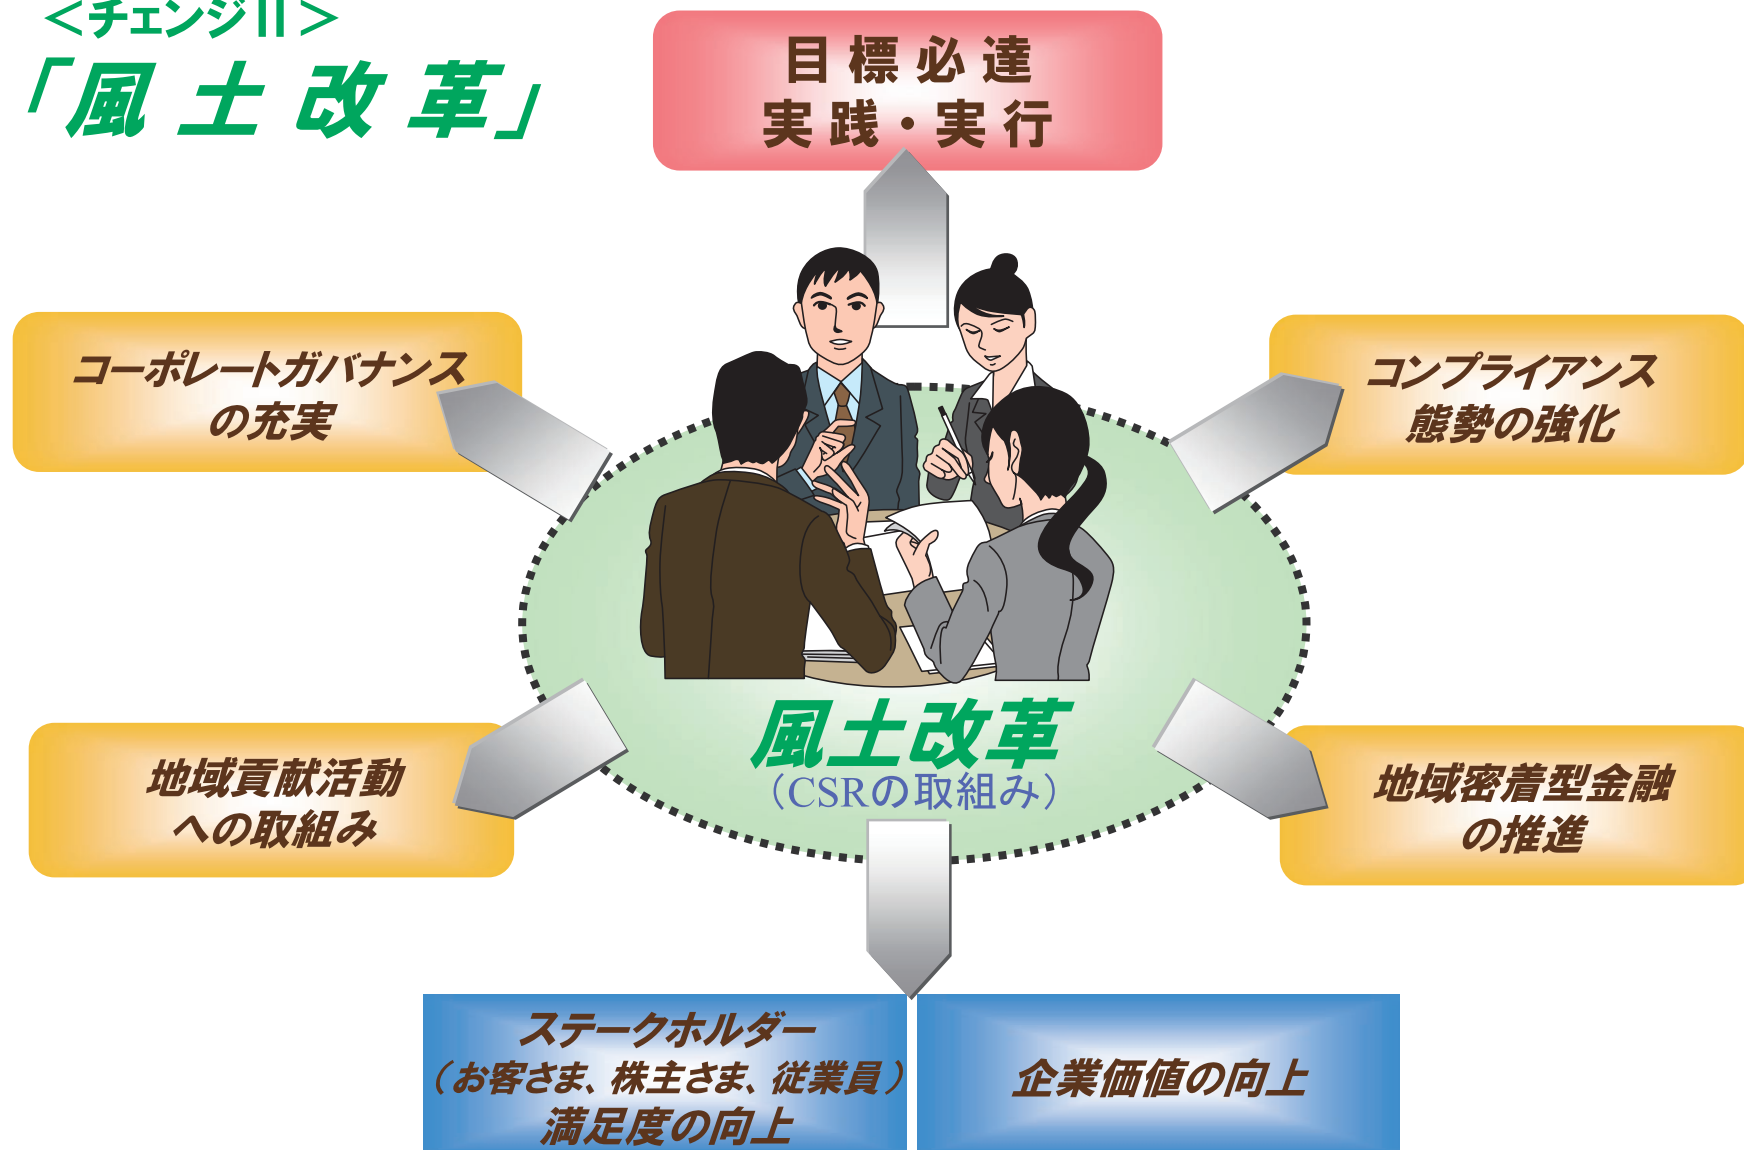 ＜チェンジⅡ＞
「風土改革」
目標必達
実践・実行
コーポレートガバナンス
の充実
コンプライアンス
態勢の強化
風土改革
（CSRの取組み）
地域貢献活動
への取組み
地域密着型金融
の推進
ステークホルダー
（お客さま、株主さま、従業員）
満足度の向上
企業価値の向上